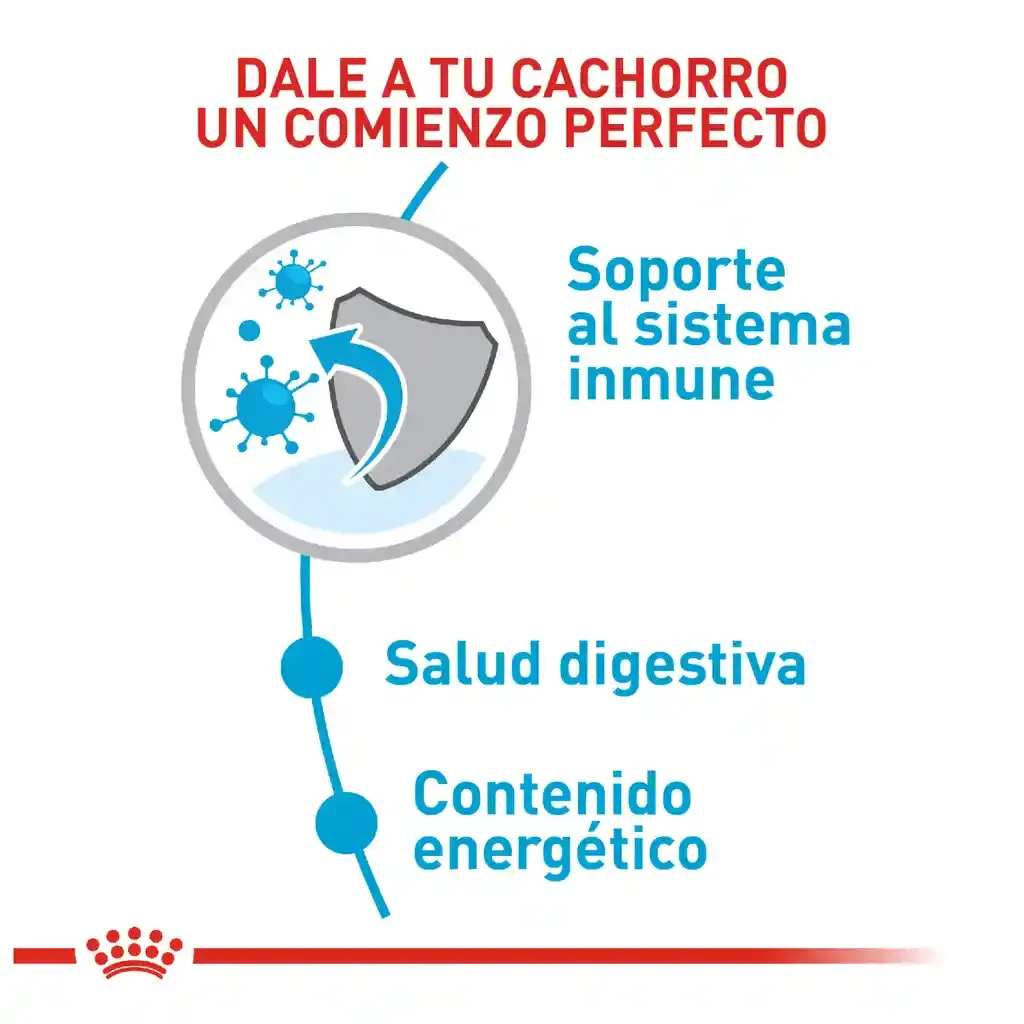 DALE A TU CACHORRO
UN COMIENZO PERFECTO
Soporte
al sistema
inmune
Salud digestiva
Contenido
energético